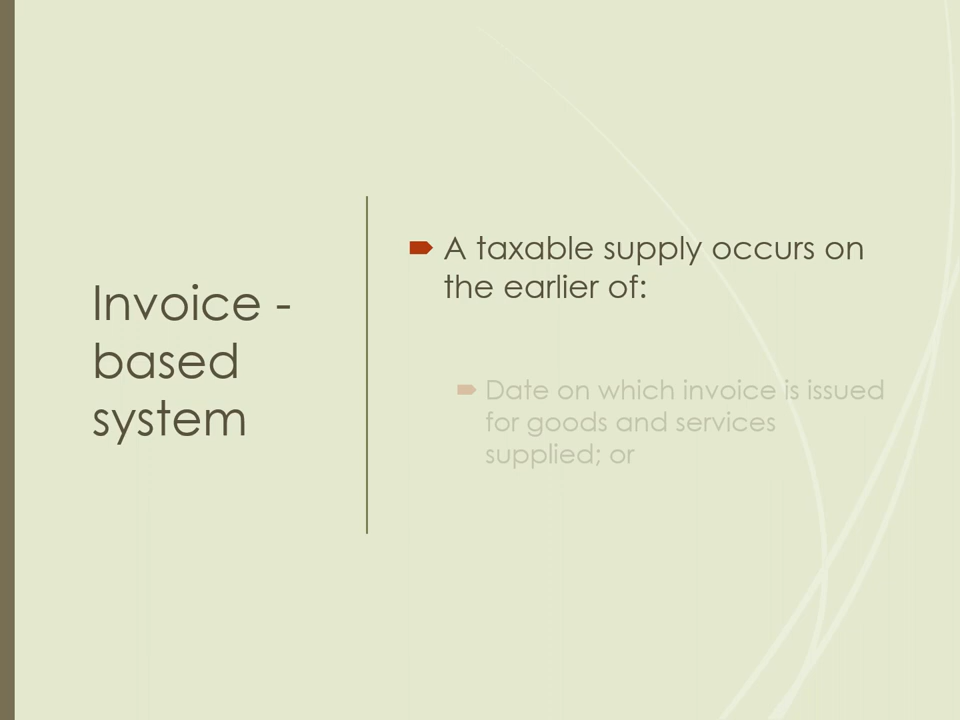 Invoice -
based
system
A taxable supply occurs on
the earlier of:
Date on which invoice is issued
for goods and services
supplied; or